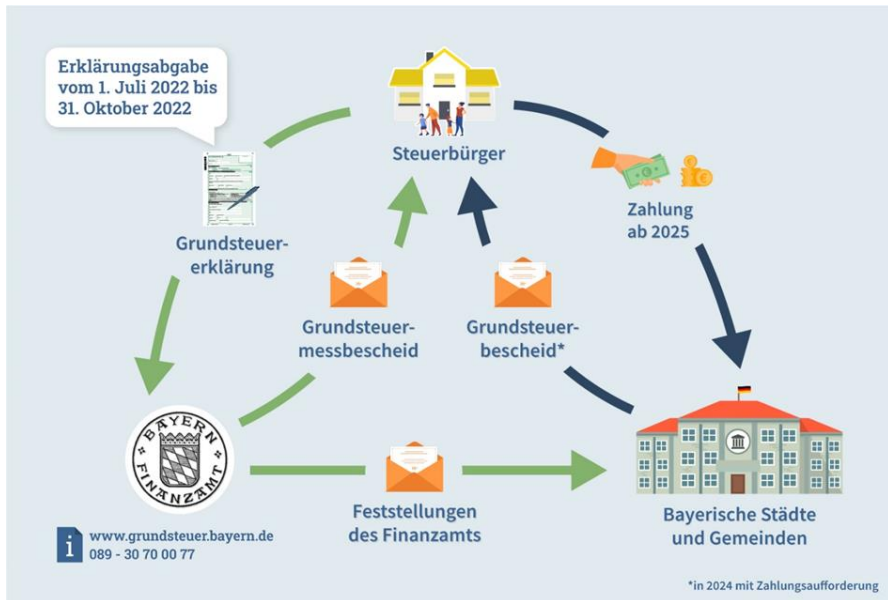 Erklärungsabgabe
vom 1. Juli 2022 bis
31. Oktober 2022
Steuerbürger
Grundsteuer-
erklärung
Zahlung
ab 2025
Grundsteuer-
messbescheid
Grundsteuer-
bescheid*
BAYERN
FINANZAMT
Feststellungen
des Finanzamts
Bayerische Städte
und Gemeinden
i
www.grundsteuer.bayern.de
089 - 30 70 00 77
*in 2024 mit Zahlungsaufforderung